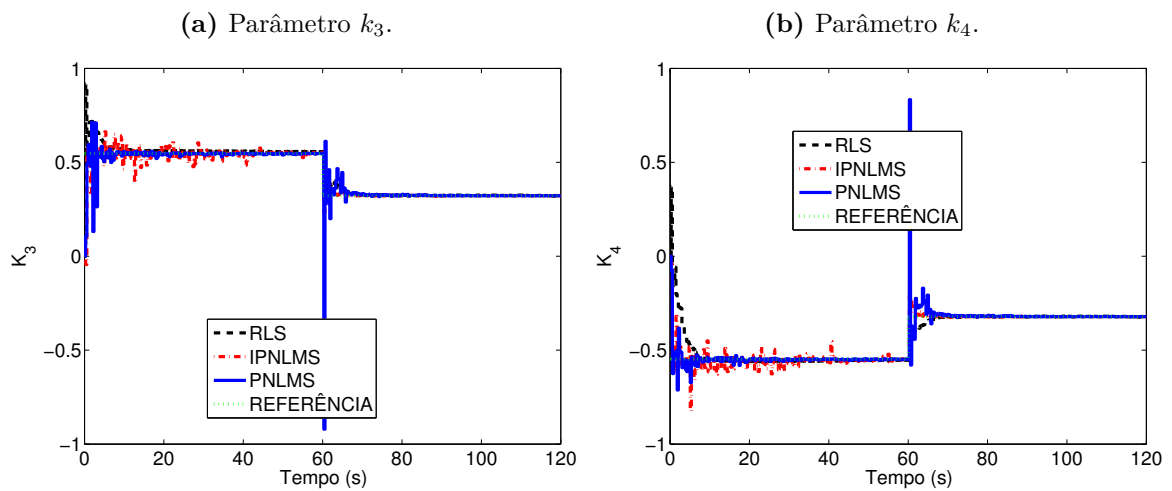 (a) Parâmetro k₃.
1
0.5
0
−0.5
−1
K₃
0 20 40 60 80 100 120
Tempo (s)
RLS
IPNLMS
PNLMS
REFERÊNCIA
(b) Parâmetro k₄.
1
0.5
0
−0.5
−1
K₄
0 20 40 60 80 100 120
Tempo (s)
RLS
IPNLMS
PNLMS
REFERÊNCIA